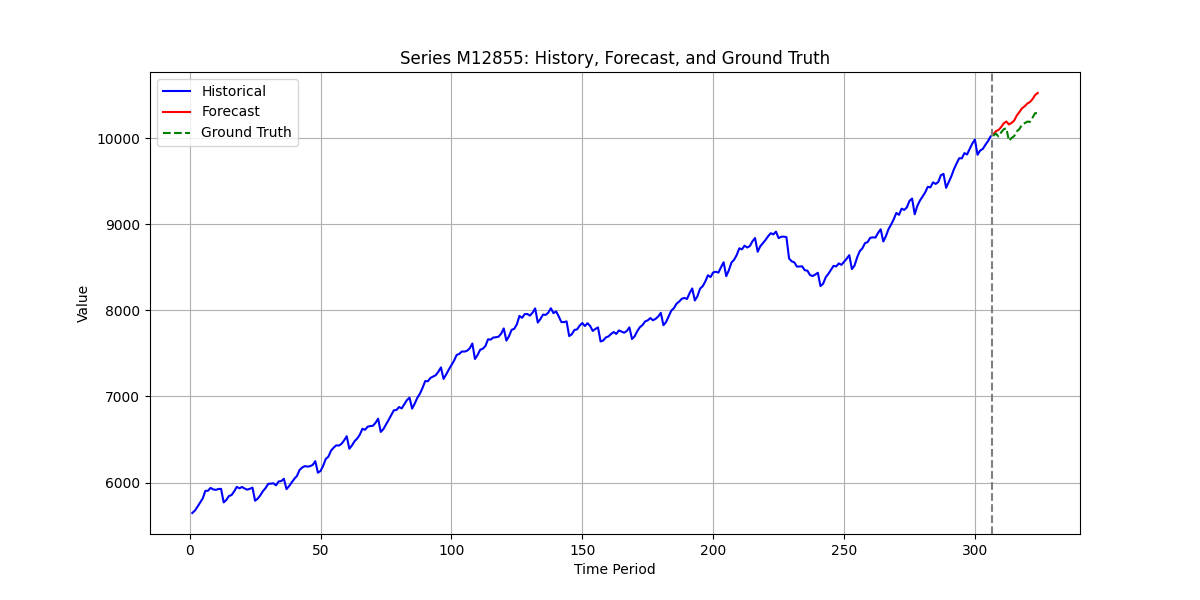 Series M12855: History, Forecast, and Ground Truth
Historical
Forecast
Ground Truth
10000
9000
8000
7000
6000
Value
0 50 100 150 200 250 300
Time Period